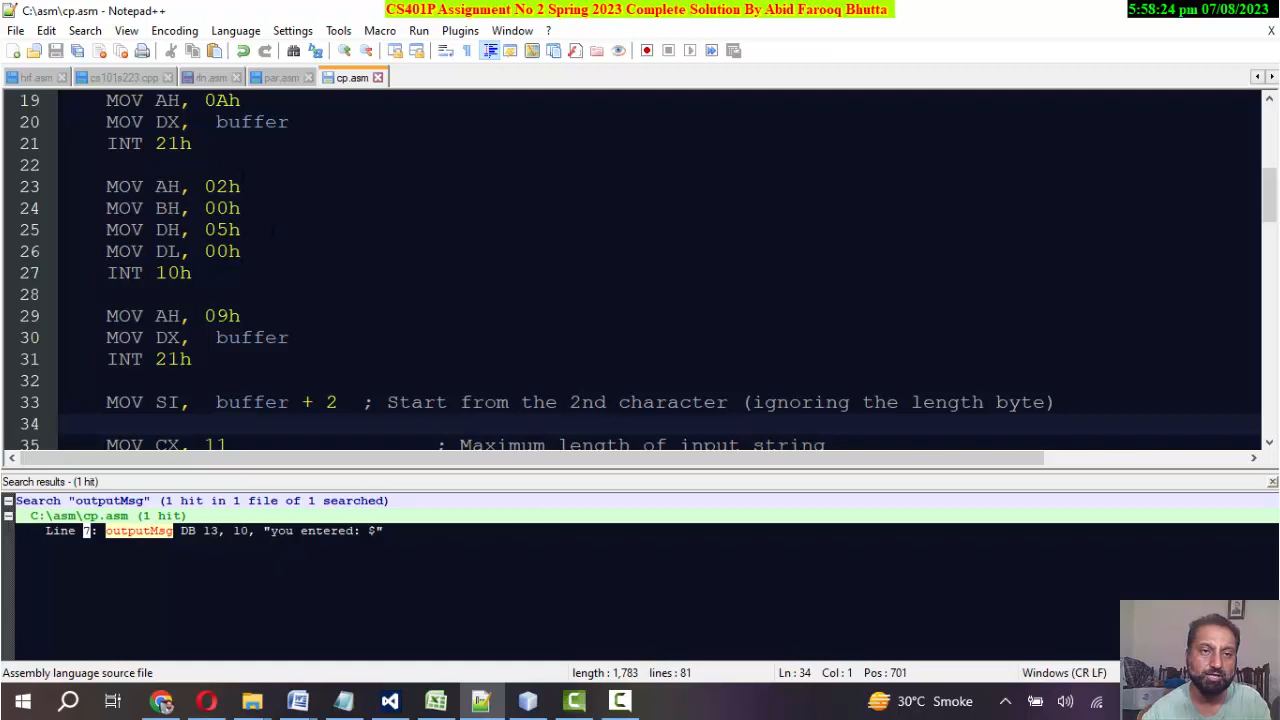 C:\asm\cp.asm - Notepad++
CS401P Assignment No 2 Spring 2023 Complete Solution By Abid Farooq Bhutta
5:58:24 pm 07/08/2023
File Edit Search View Encoding Language Settings Tools Macro Run Plugins Window ? X
hif.asm cs101s223.cpp rln.asm par.asm cp.asm
19 MOV AH, 0Ah
20 MOV DX, buffer
21 INT 21h
22
23 MOV AH, 02h
24 MOV BH, 00h
25 MOV DH, 05h
26 MOV DL, 00h
27 INT 10h
28
29 MOV AH, 09h
30 MOV DX, buffer
31 INT 21h
32
33 MOV SI, buffer + 2 ; Start from the 2nd character (ignoring the length byte)
34
35 MOV CX, 11 ; Maximum length of input string
Search results - (1 hit)
Search "outputMsg" (1 hit in 1 file of 1 searched)
C:\asm\cp.asm (1 hit)
Line 7: outputMsg DB 13, 10, "you entered: $"
Assembly language source file length : 1,783 lines : 81 Ln : 34 Col : 1 Pos : 701 Windows (CR LF)
30°C Smoke